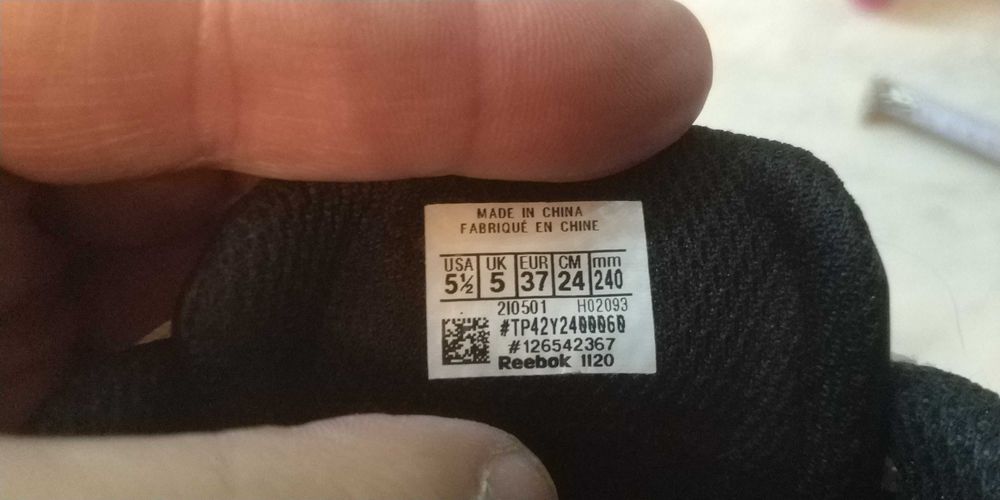 MADE IN CHINA
FABRIQUÉ EN CHINE
USA UK EUR CM mm
5½ 5 37 24 240
2I0501 H02093
#TP42Y2400060
#126542367
Reebok 1120